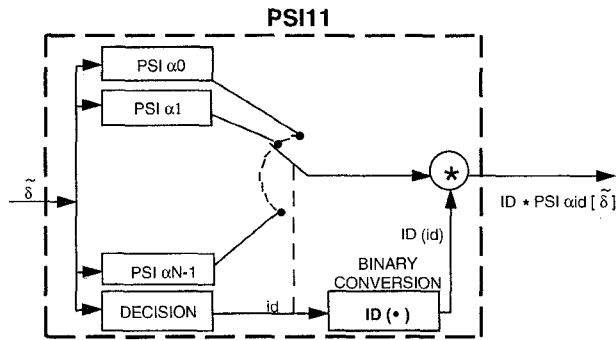 PSI11
PSI α0
PSI α1
δ̃
*
ID ⋆ PSI αid [ δ̃ ]
ID (id)
PSI αN-1
BINARY
CONVERSION
DECISION
id
ID (•)